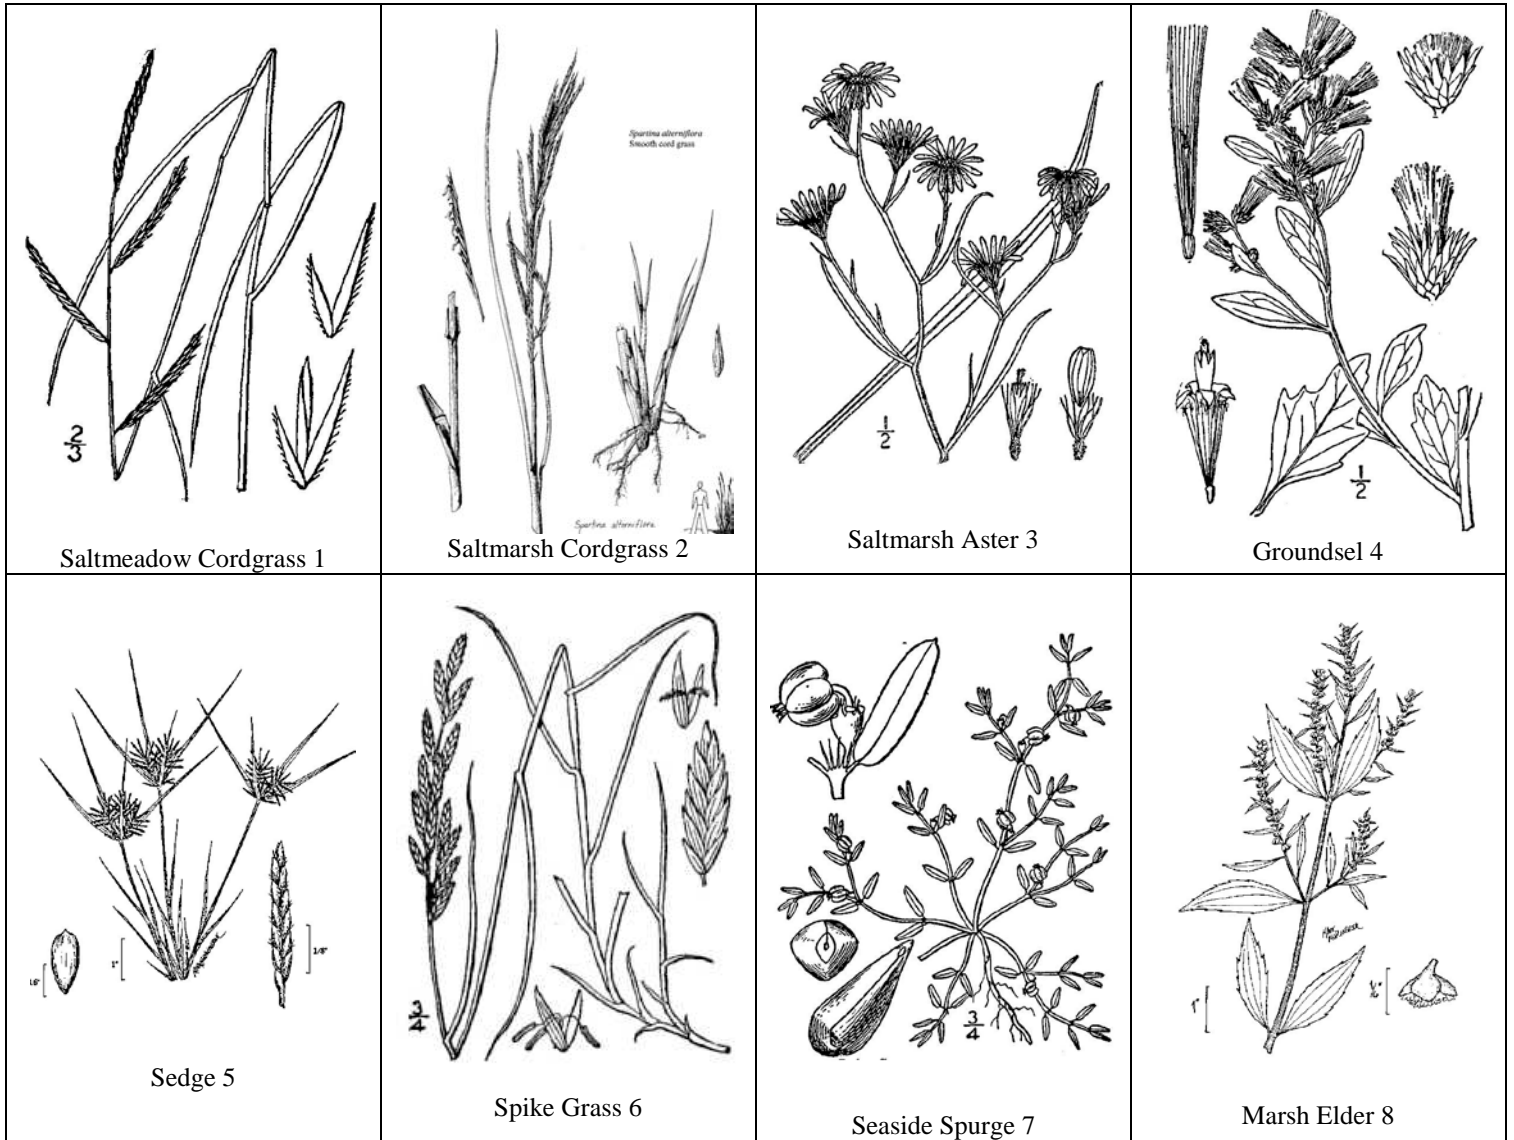 2
3
Saltmeadow Cordgrass 1
Spartina alterniflora
Smooth cord grass
Spartina alterniflora
Saltmarsh Cordgrass 2
1
2
Saltmarsh Aster 3
1
2
Groundsel 4
1"
Sedge 5
3
4
Spike Grass 6
3
4
Seaside Spurge 7
1"
Marsh Elder 8